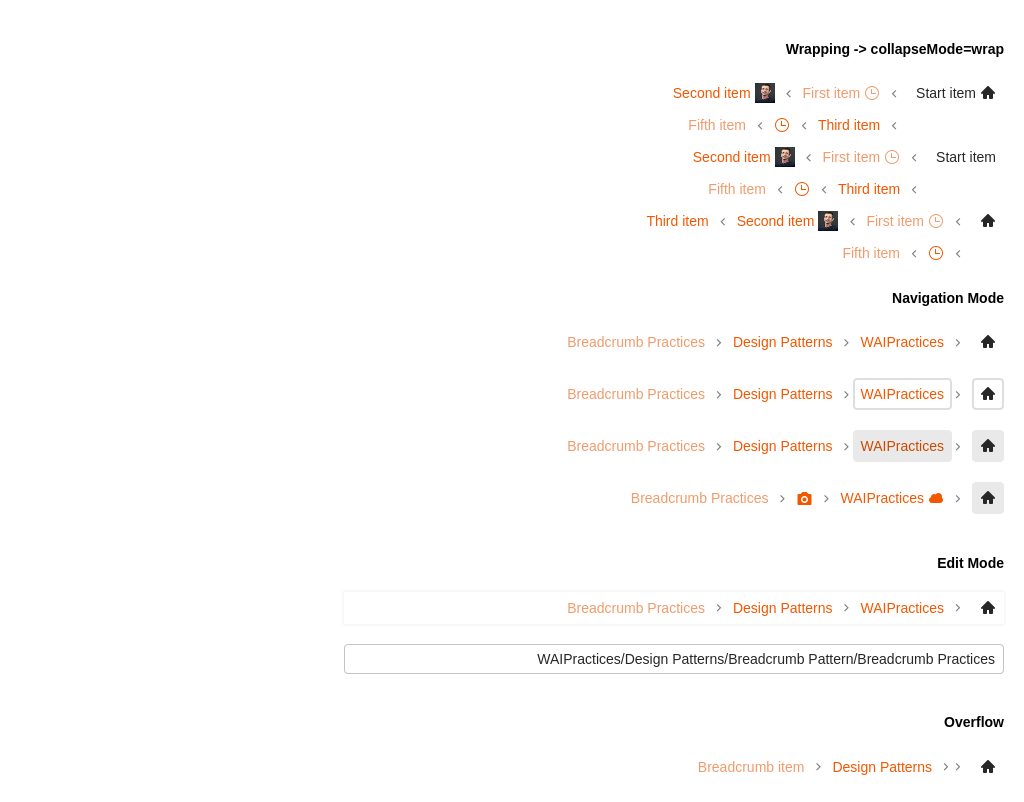 Wrapping -> collapseMode=wrap
Second item First item Start item
Fifth item Third item
Second item First item Start item
Fifth item Third item
Third item Second item First item
Fifth item
Navigation Mode
Breadcrumb Practices Design Patterns WAIPractices
Breadcrumb Practices Design Patterns WAIPractices
Breadcrumb Practices Design Patterns WAIPractices
Breadcrumb Practices WAIPractices
Edit Mode
Breadcrumb Practices Design Patterns WAIPractices
WAIPractices/Design Patterns/Breadcrumb Pattern/Breadcrumb Practices
Overflow
Breadcrumb item Design Patterns